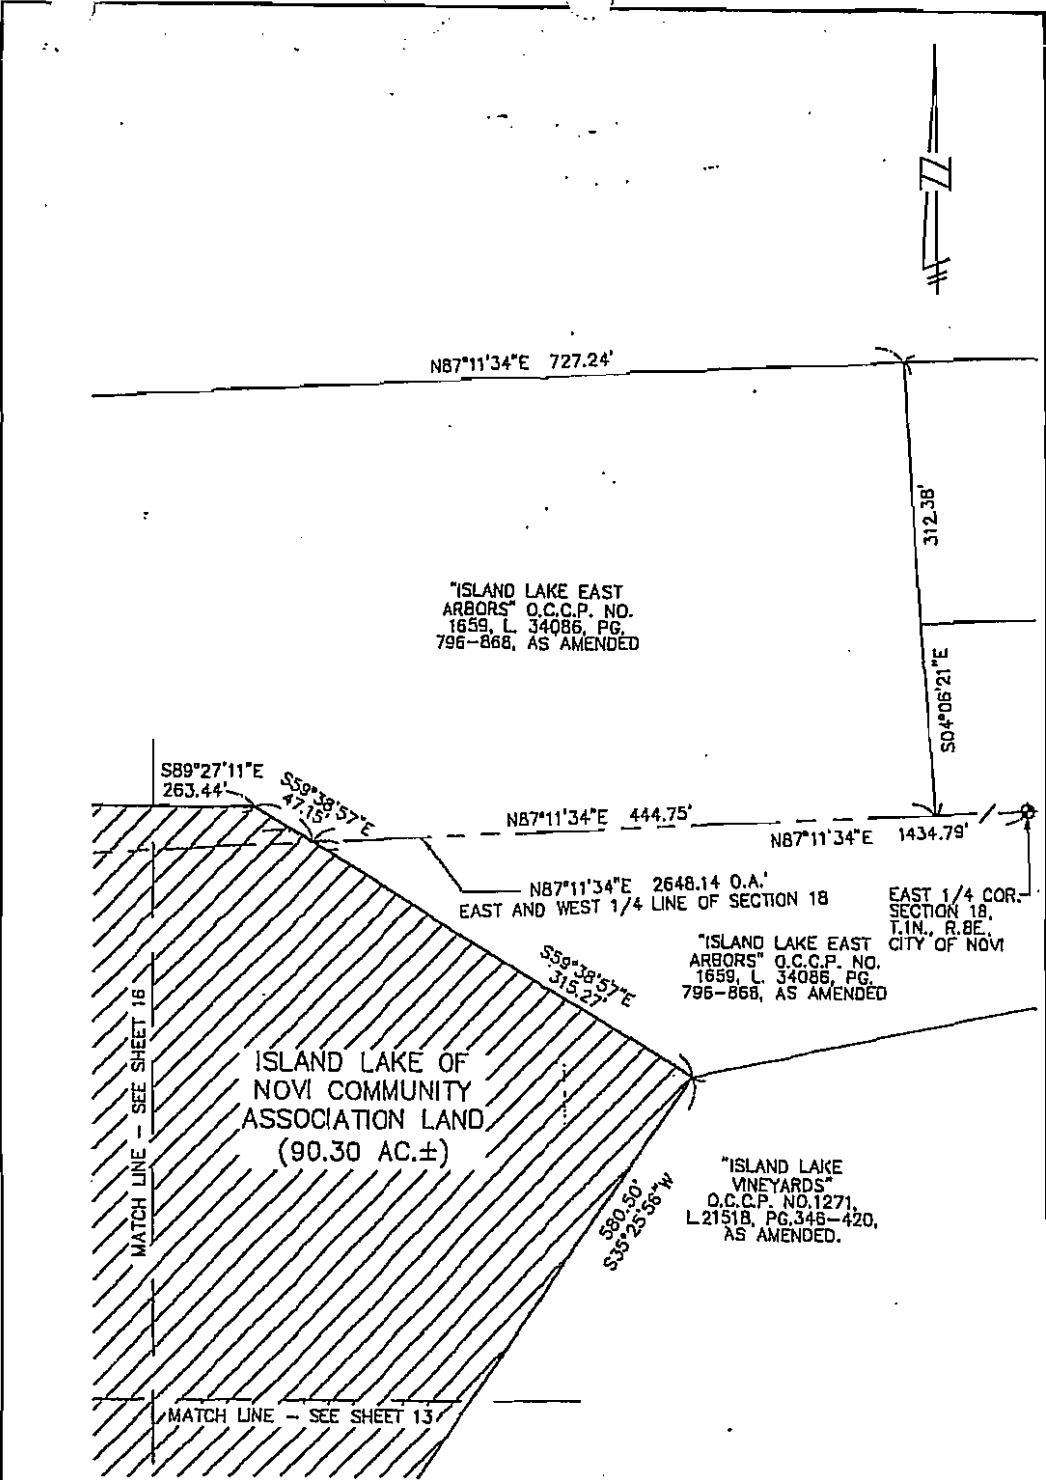 N
N87°11'34"E 727.24'
312.38'
S04°06'21"E
"ISLAND LAKE EAST
ARBORS" O.C.C.P. NO.
1659, L. 34086, PG.
796-868, AS AMENDED
S89°27'11"E
263.44'
S59°38'57"E
47.15'
N87°11'34"E 444.75'
N87°11'34"E 1434.79'
N87°11'34"E 2648.14 O.A.'
EAST AND WEST 1/4 LINE OF SECTION 18
EAST 1/4 COR.
SECTION 18,
T.1N., R.8E.
CITY OF NOVI
"ISLAND LAKE EAST
ARBORS" O.C.C.P. NO.
1659, L. 34086, PG.
796-868, AS AMENDED
S59°38'57"E
315.27'
MATCH LINE - SEE SHEET 16
ISLAND LAKE OF
NOVI COMMUNITY
ASSOCIATION LAND
(90.30 AC.±)
580.50'
S35°25'56"W
"ISLAND LAKE
VINEYARDS"
O.C.C.P. NO.1271,
L.21518, PG.346-420,
AS AMENDED.
MATCH LINE - SEE SHEET 13